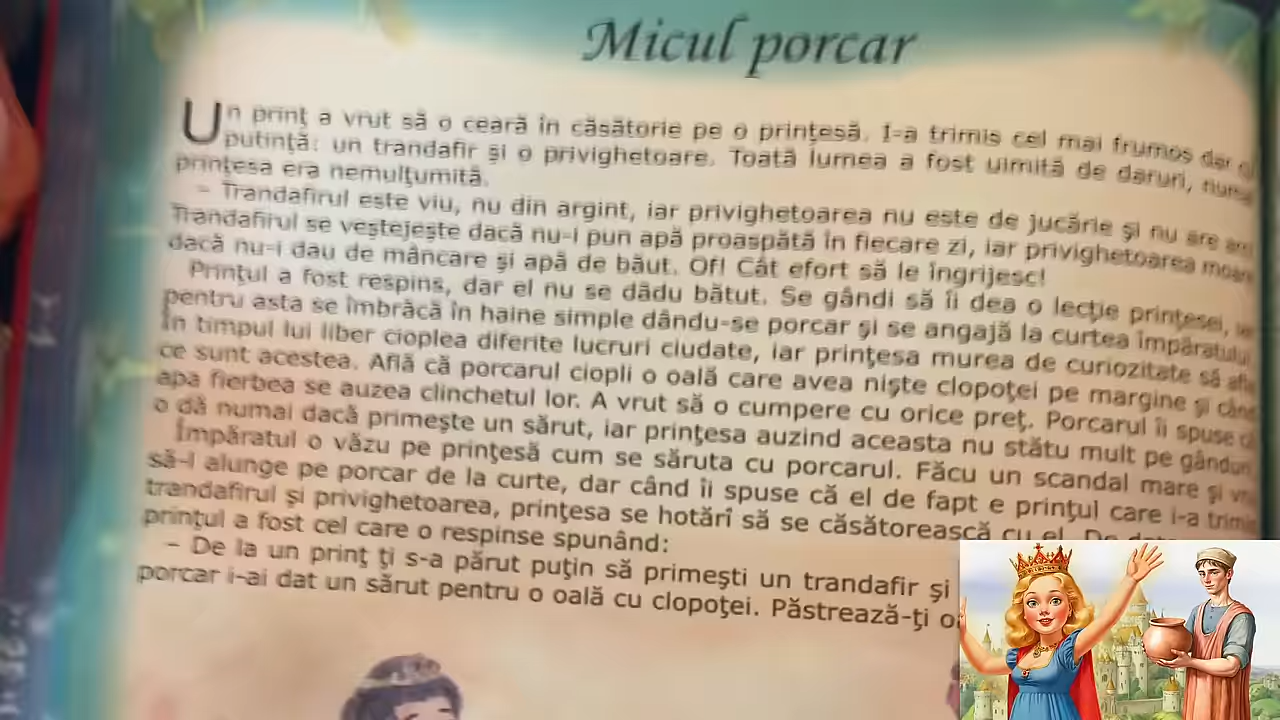 Micul porcar
Un prinţ a vrut să o ceară în căsătorie pe o prinţesă. I-a trimis cel mai frumos dar cu
putinţă: un trandafir şi o privighetoare. Toată lumea a fost uimită de daruri, numai
prinţesa era nemulţumită.
– Trandafirul este viu, nu din argint, iar privighetoarea nu este de jucărie şi nu are
Trandafirul se veştejeşte dacă nu-i pun apă proaspătă în fiecare zi, iar privighetoarea moare
dacă nu-i dau de mâncare şi apă de băut. Of! Cât efort să le îngrijesc!
Prinţul a fost respins, dar el nu se dădu bătut. Se gândi să îi dea o lecţie prinţesei, iar
pentru asta se îmbrăcă în haine simple dându-se porcar şi se angajă la curtea împăratului.
În timpul lui liber cioplea diferite lucruri ciudate, iar prinţesa murea de curiozitate să afle
ce sunt acestea. Află că porcarul ciopli o oală care avea nişte clopoţei pe margine şi când
apa fierbea se auzea clinchetul lor. A vrut să o cumpere cu orice preţ. Porcarul îi spuse că
o dă numai dacă primeşte un sărut, iar prinţesa auzind aceasta nu stătu mult pe gânduri.
Împăratul o văzu pe prinţesă cum se săruta cu porcarul. Făcu un scandal mare şi vru
să-l alunge pe porcar de la curte, dar când îi spuse că el de fapt e prinţul care i-a trimis
trandafirul şi privighetoarea, prinţesa se hotărî să se căsătorească cu el. De data
prinţul a fost cel care o respinse spunând:
– De la un prinţ ţi s-a părut puţin să primeşti un trandafir şi
porcar i-ai dat un sărut pentru o oală cu clopoţei. Păstrează-ţi